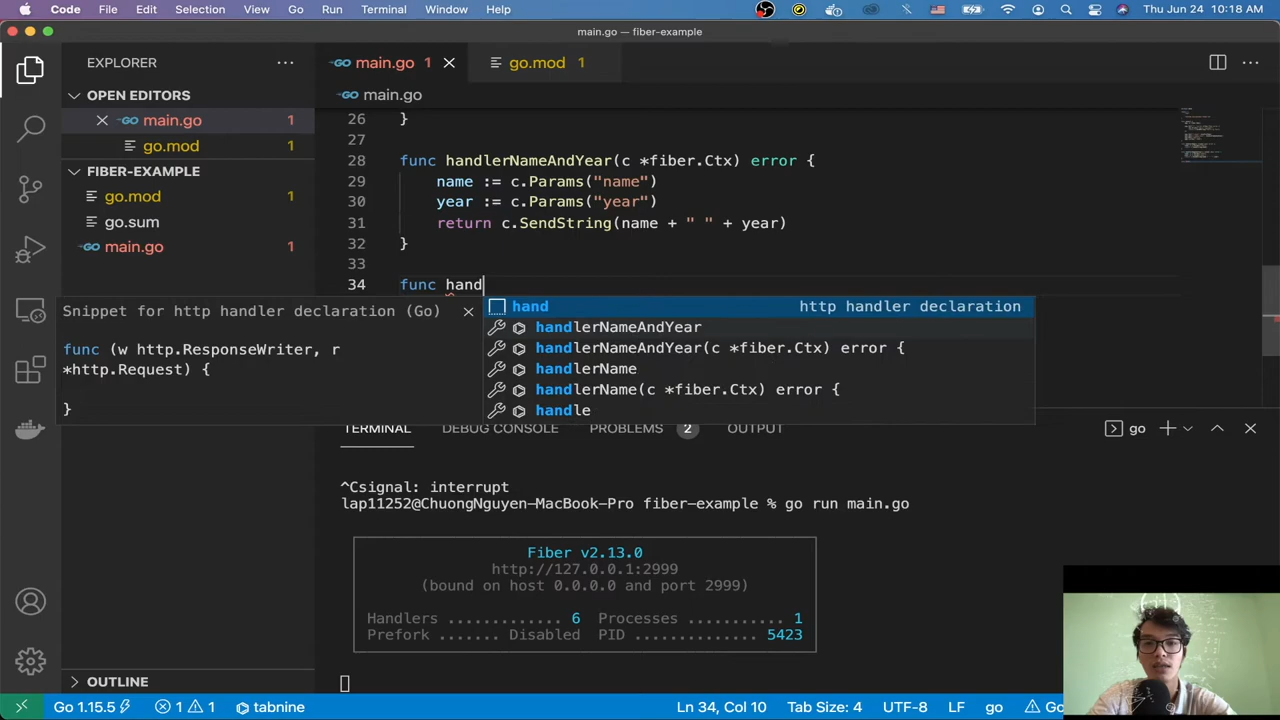 Code File Edit Selection View Go Run Terminal Window Help Thu Jun 24 10:18 AM
main.go — fiber-example
EXPLORER
main.go 1
go.mod 1
OPEN EDITORS
main.go 1
go.mod 1
FIBER-EXAMPLE
go.mod 1
go.sum
main.go 1
main.go
26 }
27
28 func handlerNameAndYear(c *fiber.Ctx) error {
29 name := c.Params("name")
30 year := c.Params("year")
31 return c.SendString(name + " " + year)
32 }
33
34 func hand
Snippet for http handler declaration (Go)
func (w http.ResponseWriter, r
*http.Request) {
}
hand http handler declaration
handlerNameAndYear
handlerNameAndYear(c *fiber.Ctx) error {
handlerName
handlerName(c *fiber.Ctx) error {
handle
TERMINAL DEBUG CONSOLE PROBLEMS 2 OUTPUT
go
^Csignal: interrupt
lap11252@ChuongNguyen-MacBook-Pro fiber-example % go run main.go
Fiber v2.13.0
http://127.0.0.1:2999
(bound on host 0.0.0.0 and port 2999)
Handlers ............. 6 Processes ........... 1
Prefork ....... Disabled PID ............. 5423
OUTLINE
Go 1.15.5 1 1 tabnine
Ln 34, Col 10 Tab Size: 4 UTF-8 LF go Go